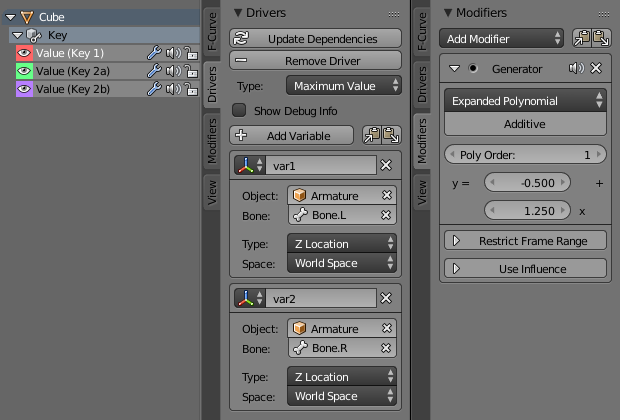 Cube
Key
Value (Key 1)
Value (Key 2a)
Value (Key 2b)
F-Curve
Drivers
Modifiers
View
Drivers
Update Dependencies
Remove Driver
Type: Maximum Value
Show Debug Info
Add Variable
var1
Object: Armature
Bone: Bone.L
Type: Z Location
Space: World Space
var2
Object: Armature
Bone: Bone.R
Type: Z Location
Space: World Space
F-Curve
Drivers
Modifiers
View
Modifiers
Add Modifier
Generator
Expanded Polynomial
Additive
Poly Order: 1
y = -0.500 +
1.250 x
Restrict Frame Range
Use Influence